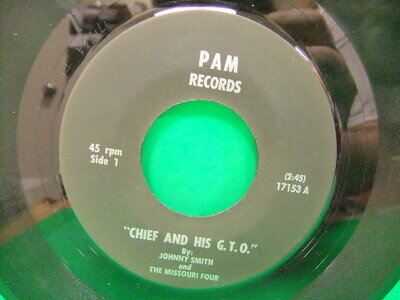 PAM
RECORDS
45 rpm
Side 1
(2:45)
17153 A
"CHIEF AND HIS G.T.O."
By:
JOHNNY SMITH
and
THE MISSOURI FOUR